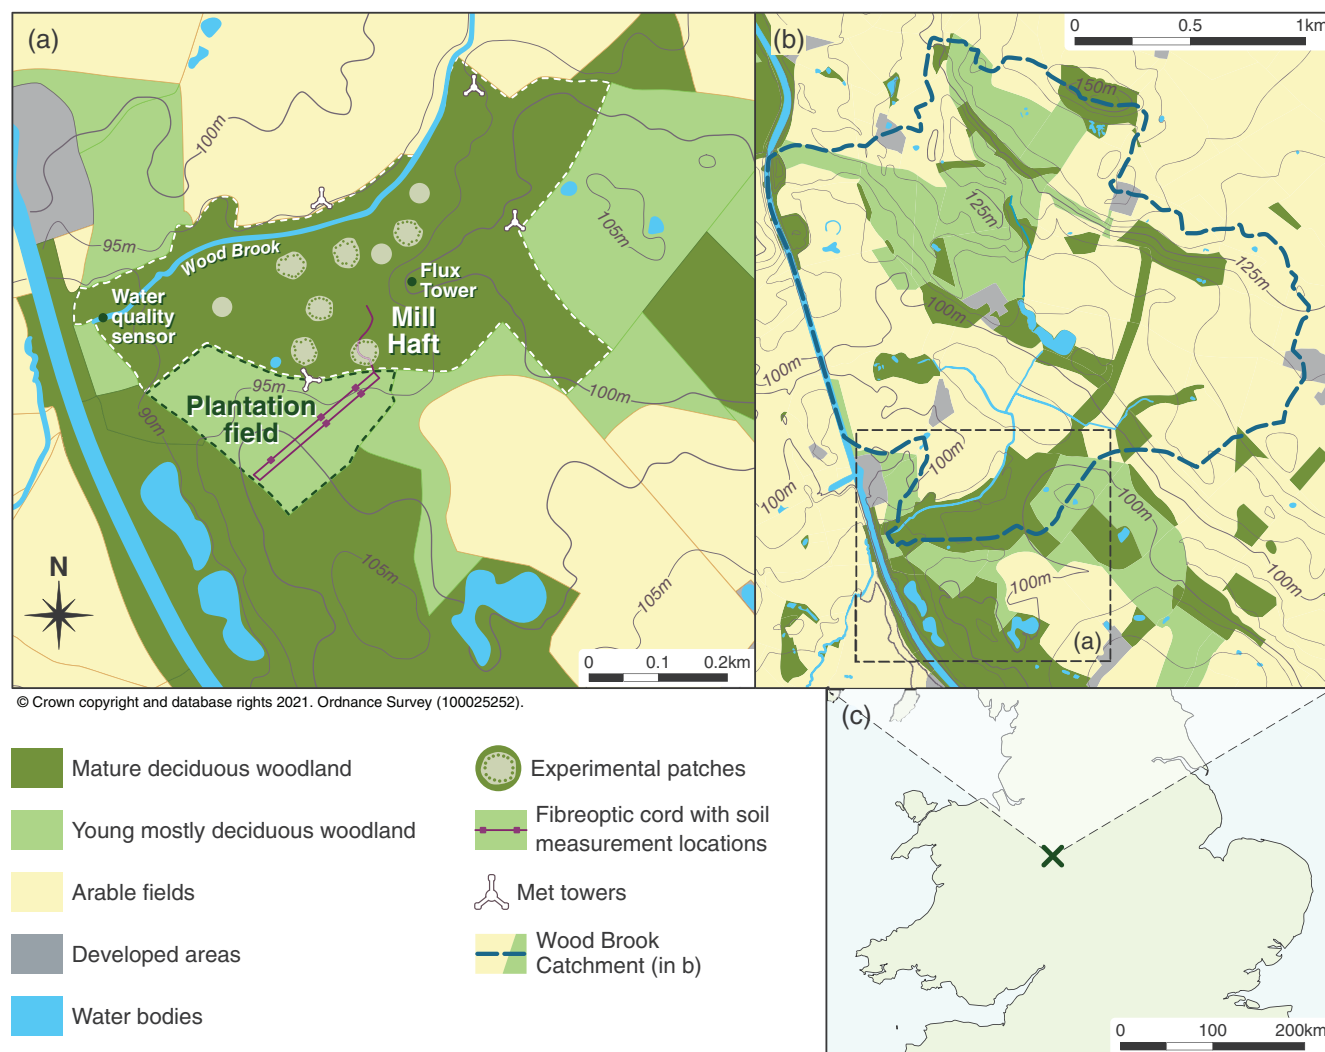 (a)
100m
95m
Wood Brook
105m
Water
quality
sensor
Flux
Tower
Mill
Haft
95m
100m
Plantation
field
90m
105m
105m
N
0 0.1 0.2km
(b)
0 0.5 1km
150m
125m
125m
100m
100m
100m
100m
100m
100m
100m
(a)
© Crown copyright and database rights 2021. Ordnance Survey (100025252).
(c)
0 100 200km
Mature deciduous woodland
Young mostly deciduous woodland
Arable fields
Developed areas
Water bodies
Experimental patches
Fibreoptic cord with soil
measurement locations
Met towers
Wood Brook
Catchment (in b)